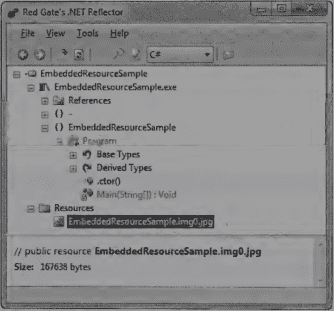 Red Gate's .NET Reflector
File View Tools Help
C#
EmbeddedResourceSample
EmbeddedResourceSample.exe
References
{ } -
{ } EmbeddedResourceSample
Program
Base Types
Derived Types
.ctor()
Main(String[]) : Void
Resources
EmbeddedResourceSample.img0.jpg
// public resource EmbeddedResourceSample.img0.jpg
Size: 167638 bytes